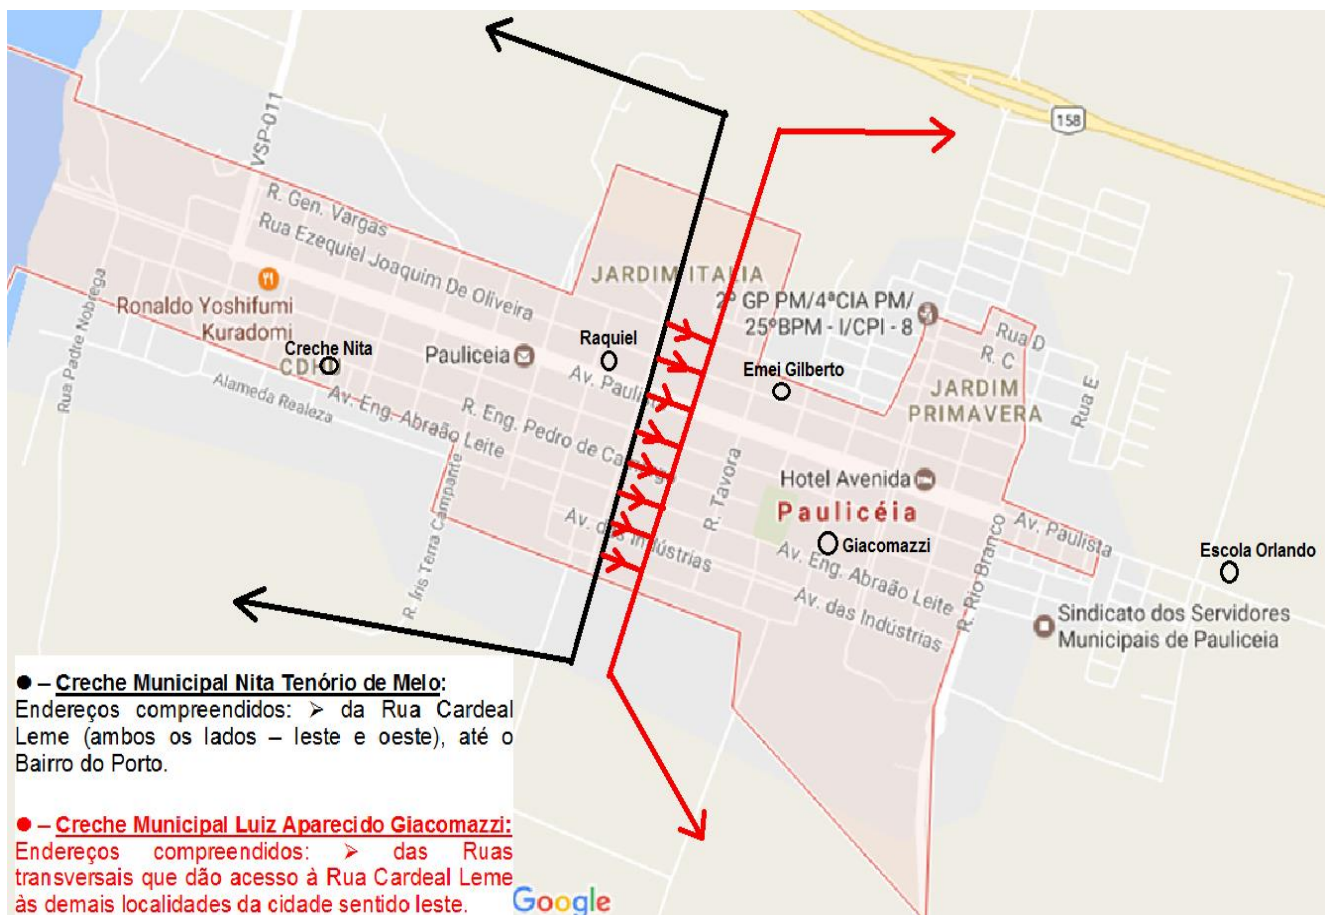 158
VSP-011
R. Gen. Vargas
Rua Ezequiel Joaquim De Oliveira
JARDIM ITALIA
2º GP PM/4ªCIA PM/
25ºBPM - I/CPI - 8
Ronaldo Yoshifumi
Kuradomi
Rua Padre Nobrega
Creche Nita
Pauliceia
Raquiel
Emei Gilberto
Rua D
R. C
Rua E
JARDIM
PRIMAVERA
Alameda Realeza
Av. Eng. Abraão Leite
Av. Paulista
R. Eng. Pedro de
R. Tavora
Hotel Avenida
Paulicéia
Av. Paulista
Giacomazzi
Escola Orlando
R. Iris Terra Campante
Av. das Indústrias
Av. Eng. Abraão Leite
Av. das Indústrias
R. Rio Branco
Sindicato dos Servidores
Municipais de Pauliceia
● – Creche Municipal Nita Tenório de Melo:
Endereços compreendidos: ➢ da Rua Cardeal
Leme (ambos os lados – leste e oeste), até o
Bairro do Porto.
● – Creche Municipal Luiz Aparecido Giacomazzi:
Endereços compreendidos: ➢ das Ruas
transversais que dão acesso à Rua Cardeal Leme
às demais localidades da cidade sentido leste.
Google